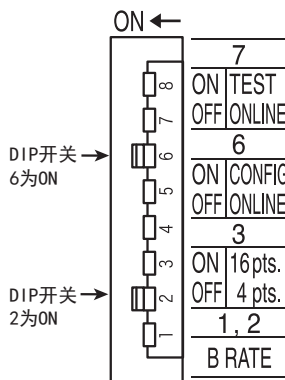 ON ←
8
7
6
5
4
3
2
1
DIP开关
6为ON
DIP开关
2为ON
7
ON TEST
OFF ONLINE
6
ON CONFIG
OFF ONLINE
3
ON 16 pts.
OFF 4 pts.
1, 2
B RATE